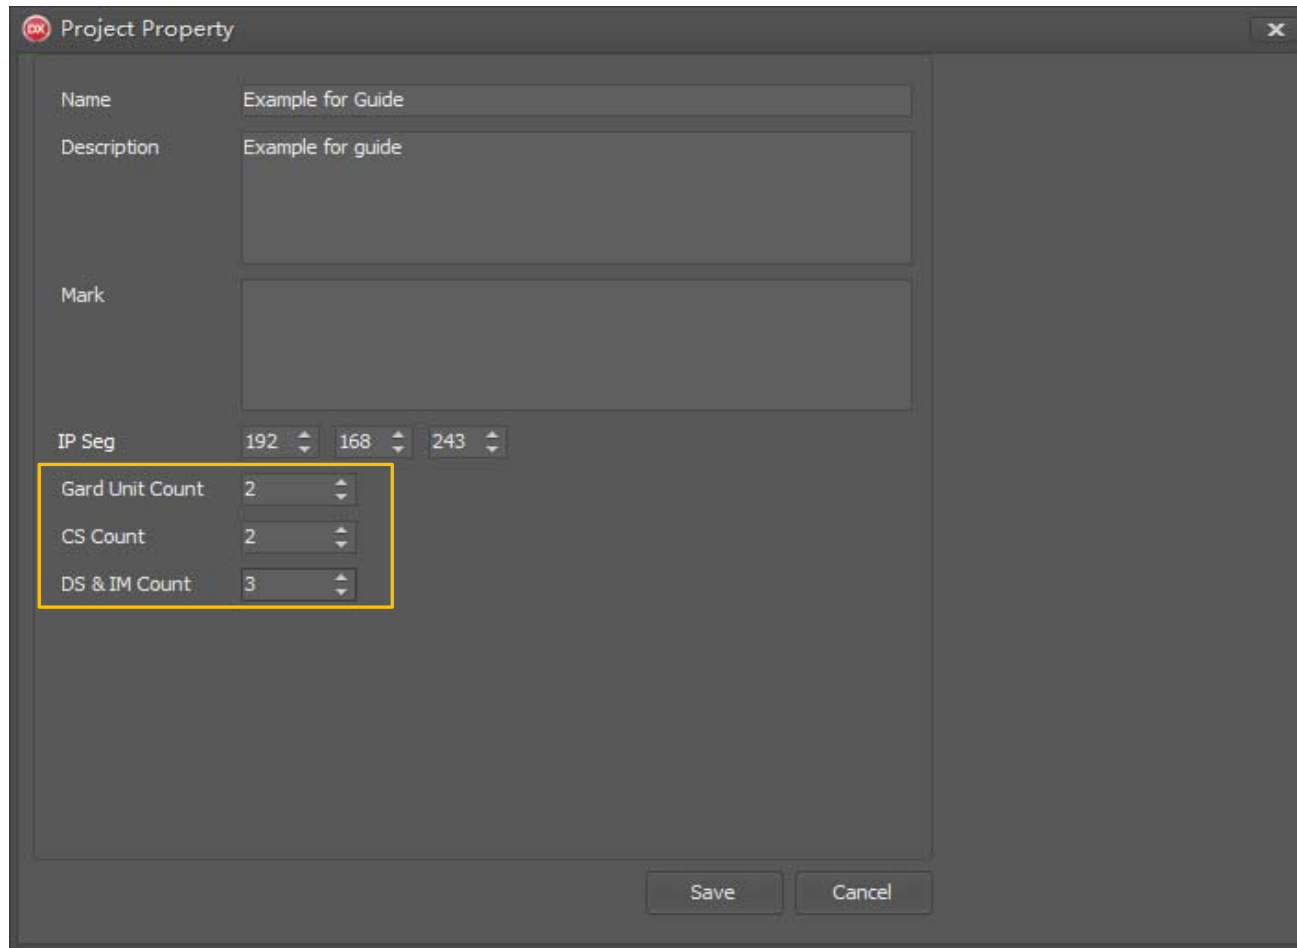 DX Project Property
Name Example for Guide
Description Example for guide
Mark
IP Seg 192 168 243
Gard Unit Count 2
CS Count 2
DS & IM Count 3
Save Cancel